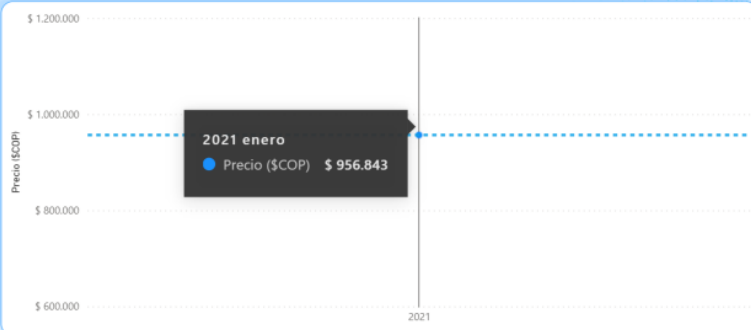 $ 1.200.000
$ 1.000.000
2021 enero
Precio ($COP) $ 956.843
Precio ($COP)
$ 800.000
$ 600.000
2021